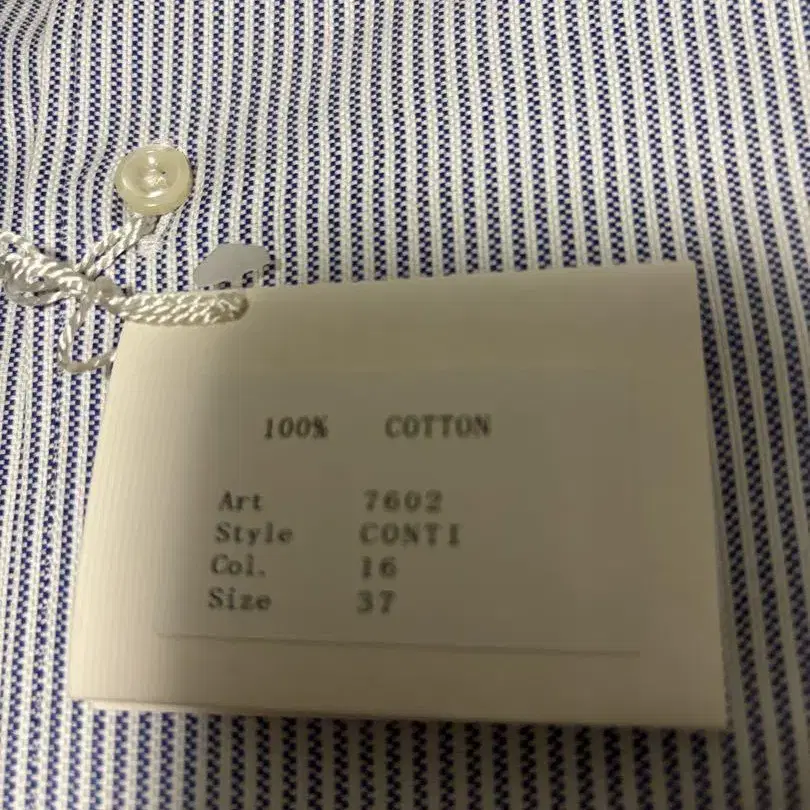 100% COTTON
Art 7602
Style CONTI
Col. 16
Size 37